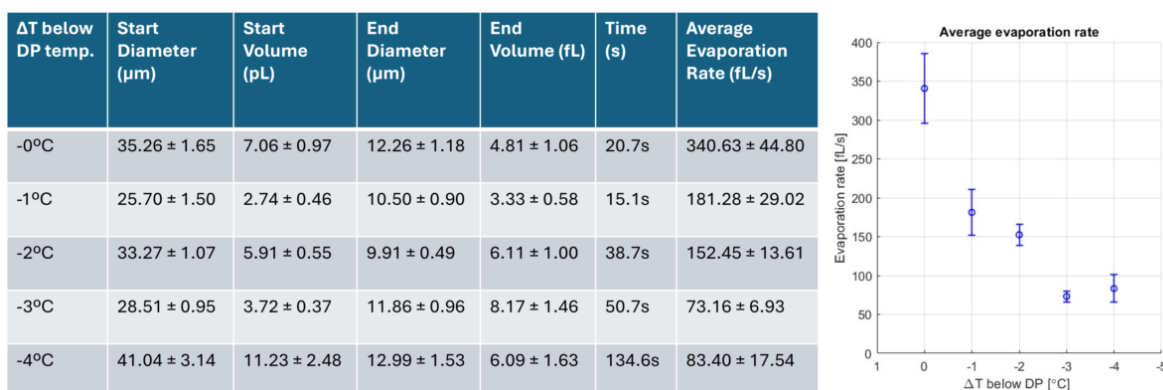 ΔT below DP temp. Start Diameter (µm) Start Volume (pL) End Diameter (µm) End Volume (fL) Time (s) Average Evaporation Rate (fL/s)
-0ºC 35.26 ± 1.65 7.06 ± 0.97 12.26 ± 1.18 4.81 ± 1.06 20.7s 340.63 ± 44.80
-1ºC 25.70 ± 1.50 2.74 ± 0.46 10.50 ± 0.90 3.33 ± 0.58 15.1s 181.28 ± 29.02
-2ºC 33.27 ± 1.07 5.91 ± 0.55 9.91 ± 0.49 6.11 ± 1.00 38.7s 152.45 ± 13.61
-3ºC 28.51 ± 0.95 3.72 ± 0.37 11.86 ± 0.96 8.17 ± 1.46 50.7s 73.16 ± 6.93
-4ºC 41.04 ± 3.14 11.23 ± 2.48 12.99 ± 1.53 6.09 ± 1.63 134.6s 83.40 ± 17.54
Average evaporation rate
Evaporation rate [fL/s]
400
350
300
250
200
150
100
50
0
1 0 -1 -2 -3 -4
ΔT below DP [°C]